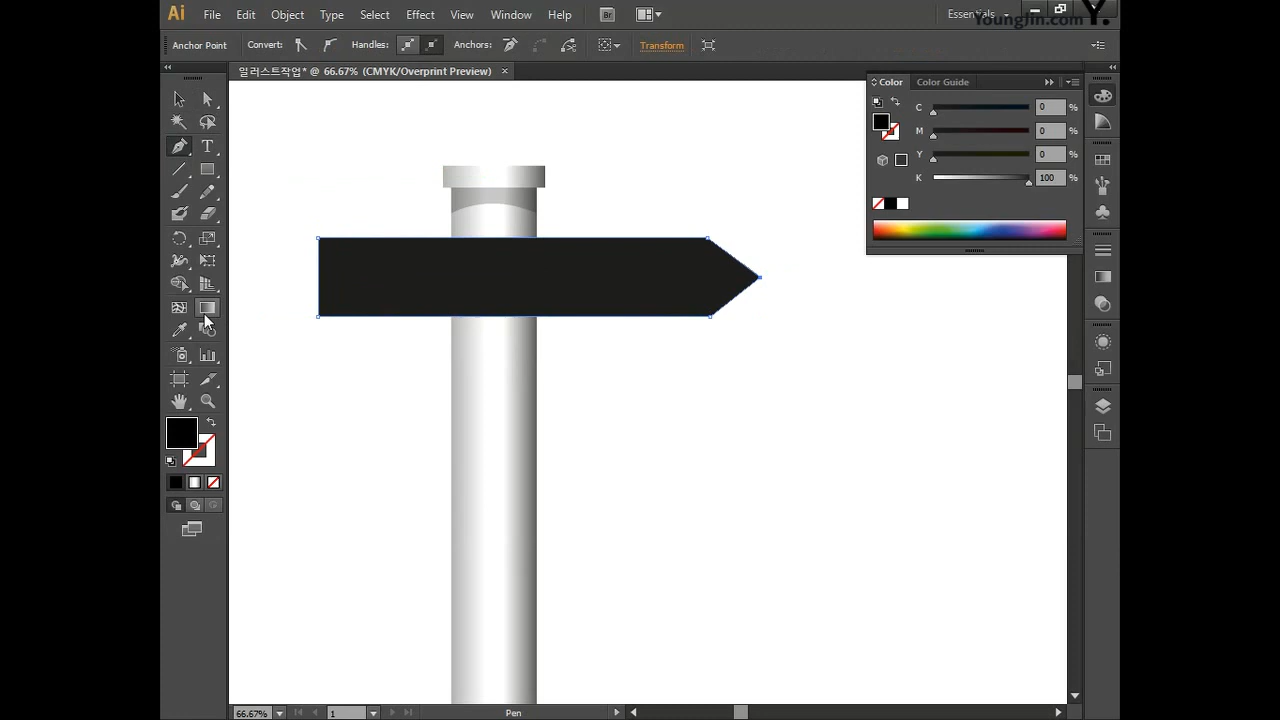 Ai File Edit Object Type Select Effect View Window Help Br Essentials
YoungJin.com Y.
Anchor Point Convert: Handles: Anchors: Transform
일러스트작업* @ 66.67% (CMYK/Overprint Preview) ×
Color Color Guide
C 0 %
M 0 %
Y 0 %
K 100 %
T
66.67% 1 Pen